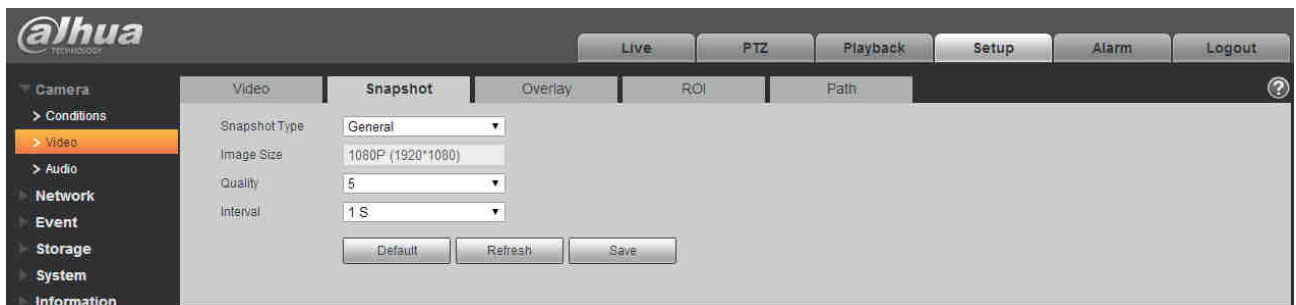 alhua
TECHNOLOGY
Live PTZ Playback Setup Alarm Logout
Camera
> Conditions
> Video
> Audio
Network
Event
Storage
System
Information
Video Snapshot Overlay ROI Path ?
Snapshot Type General
Image Size 1080P (1920*1080)
Quality 5
Interval 1 S
Default Refresh Save